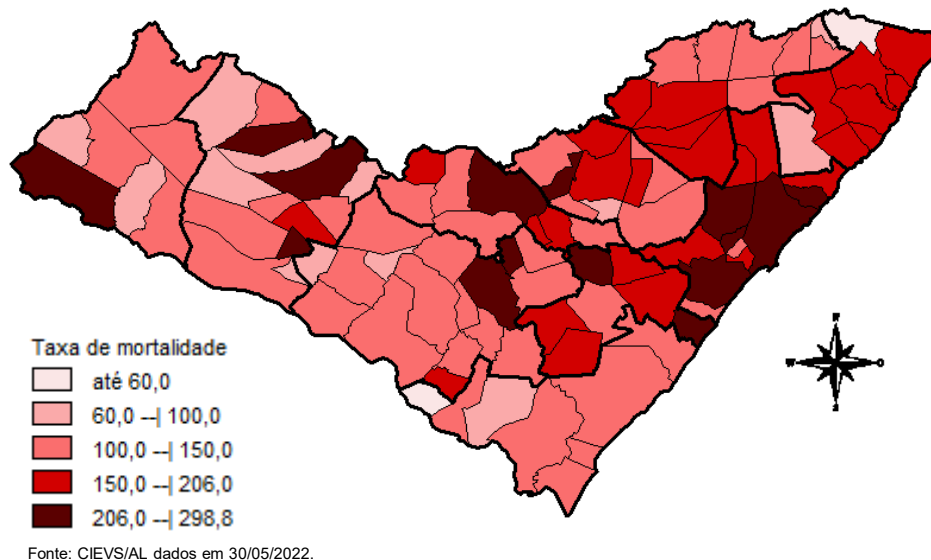 Taxa de mortalidade
até 60,0
60,0 --| 100,0
100,0 --| 150,0
150,0 --| 206,0
206,0 --| 298,8
Fonte: CIEVS/AL dados em 30/05/2022.